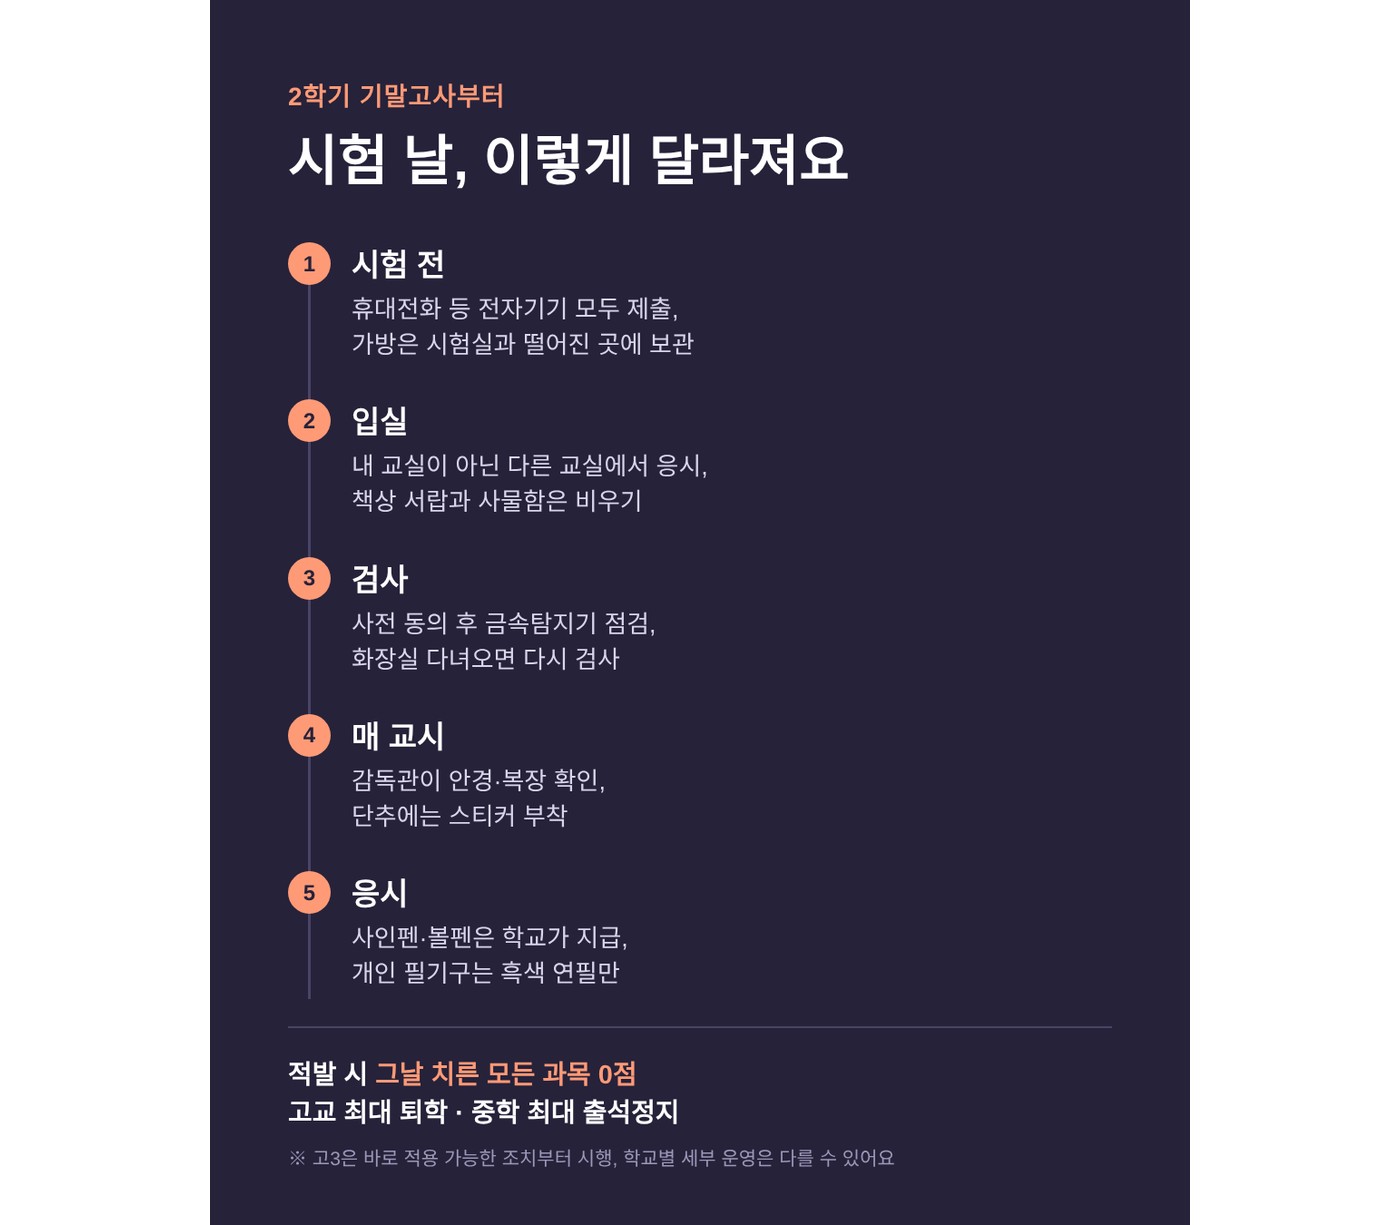 2학기 기말고사부터
시험 날, 이렇게 달라져요
1 시험 전
휴대전화 등 전자기기 모두 제출,
가방은 시험실과 떨어진 곳에 보관
2 입실
내 교실이 아닌 다른 교실에서 응시,
책상 서랍과 사물함은 비우기
3 검사
사전 동의 후 금속탐지기 점검,
화장실 다녀오면 다시 검사
4 매 교시
감독관이 안경·복장 확인,
단추에는 스티커 부착
5 응시
사인펜·볼펜은 학교가 지급,
개인 필기구는 흑색 연필만
적발 시 그날 치른 모든 과목 0점
고교 최대 퇴학 · 중학 최대 출석정지
※ 고3은 바로 적용 가능한 조치부터 시행, 학교별 세부 운영은 다를 수 있어요